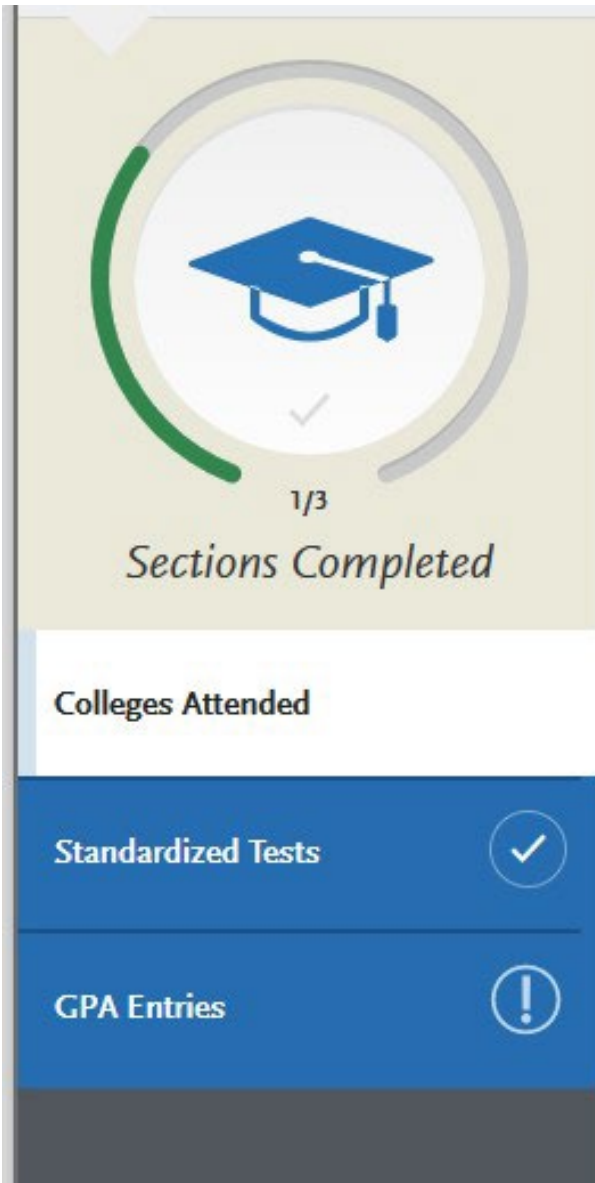 1/3
Sections Completed
Colleges Attended
Standardized Tests
GPA Entries